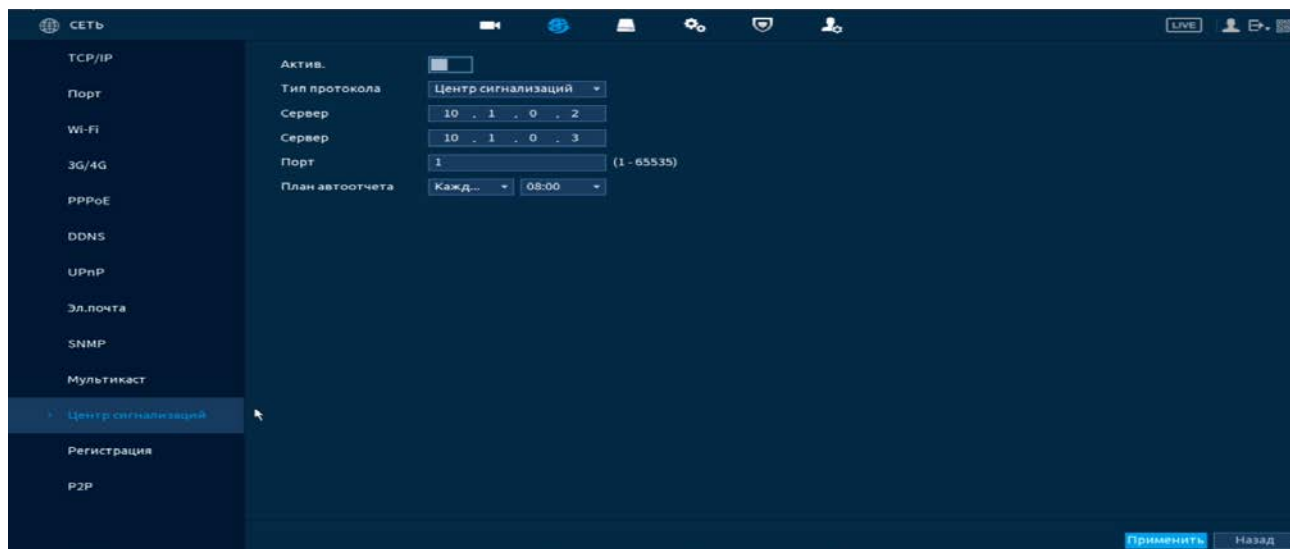 СЕТЬ
LIVE
TCP/IP
Порт
Wi-Fi
3G/4G
PPPoE
DDNS
UPnP
Эл.почта
SNMP
Мультикаст
Центр сигнализаций
Регистрация
P2P
Актив.
Тип протокола Центр сигнализаций
Сервер 10 . 1 . 0 . 2
Сервер 10 . 1 . 0 . 3
Порт 1 (1 - 65535)
План автоотчета Кажд... 08:00
Применить Назад